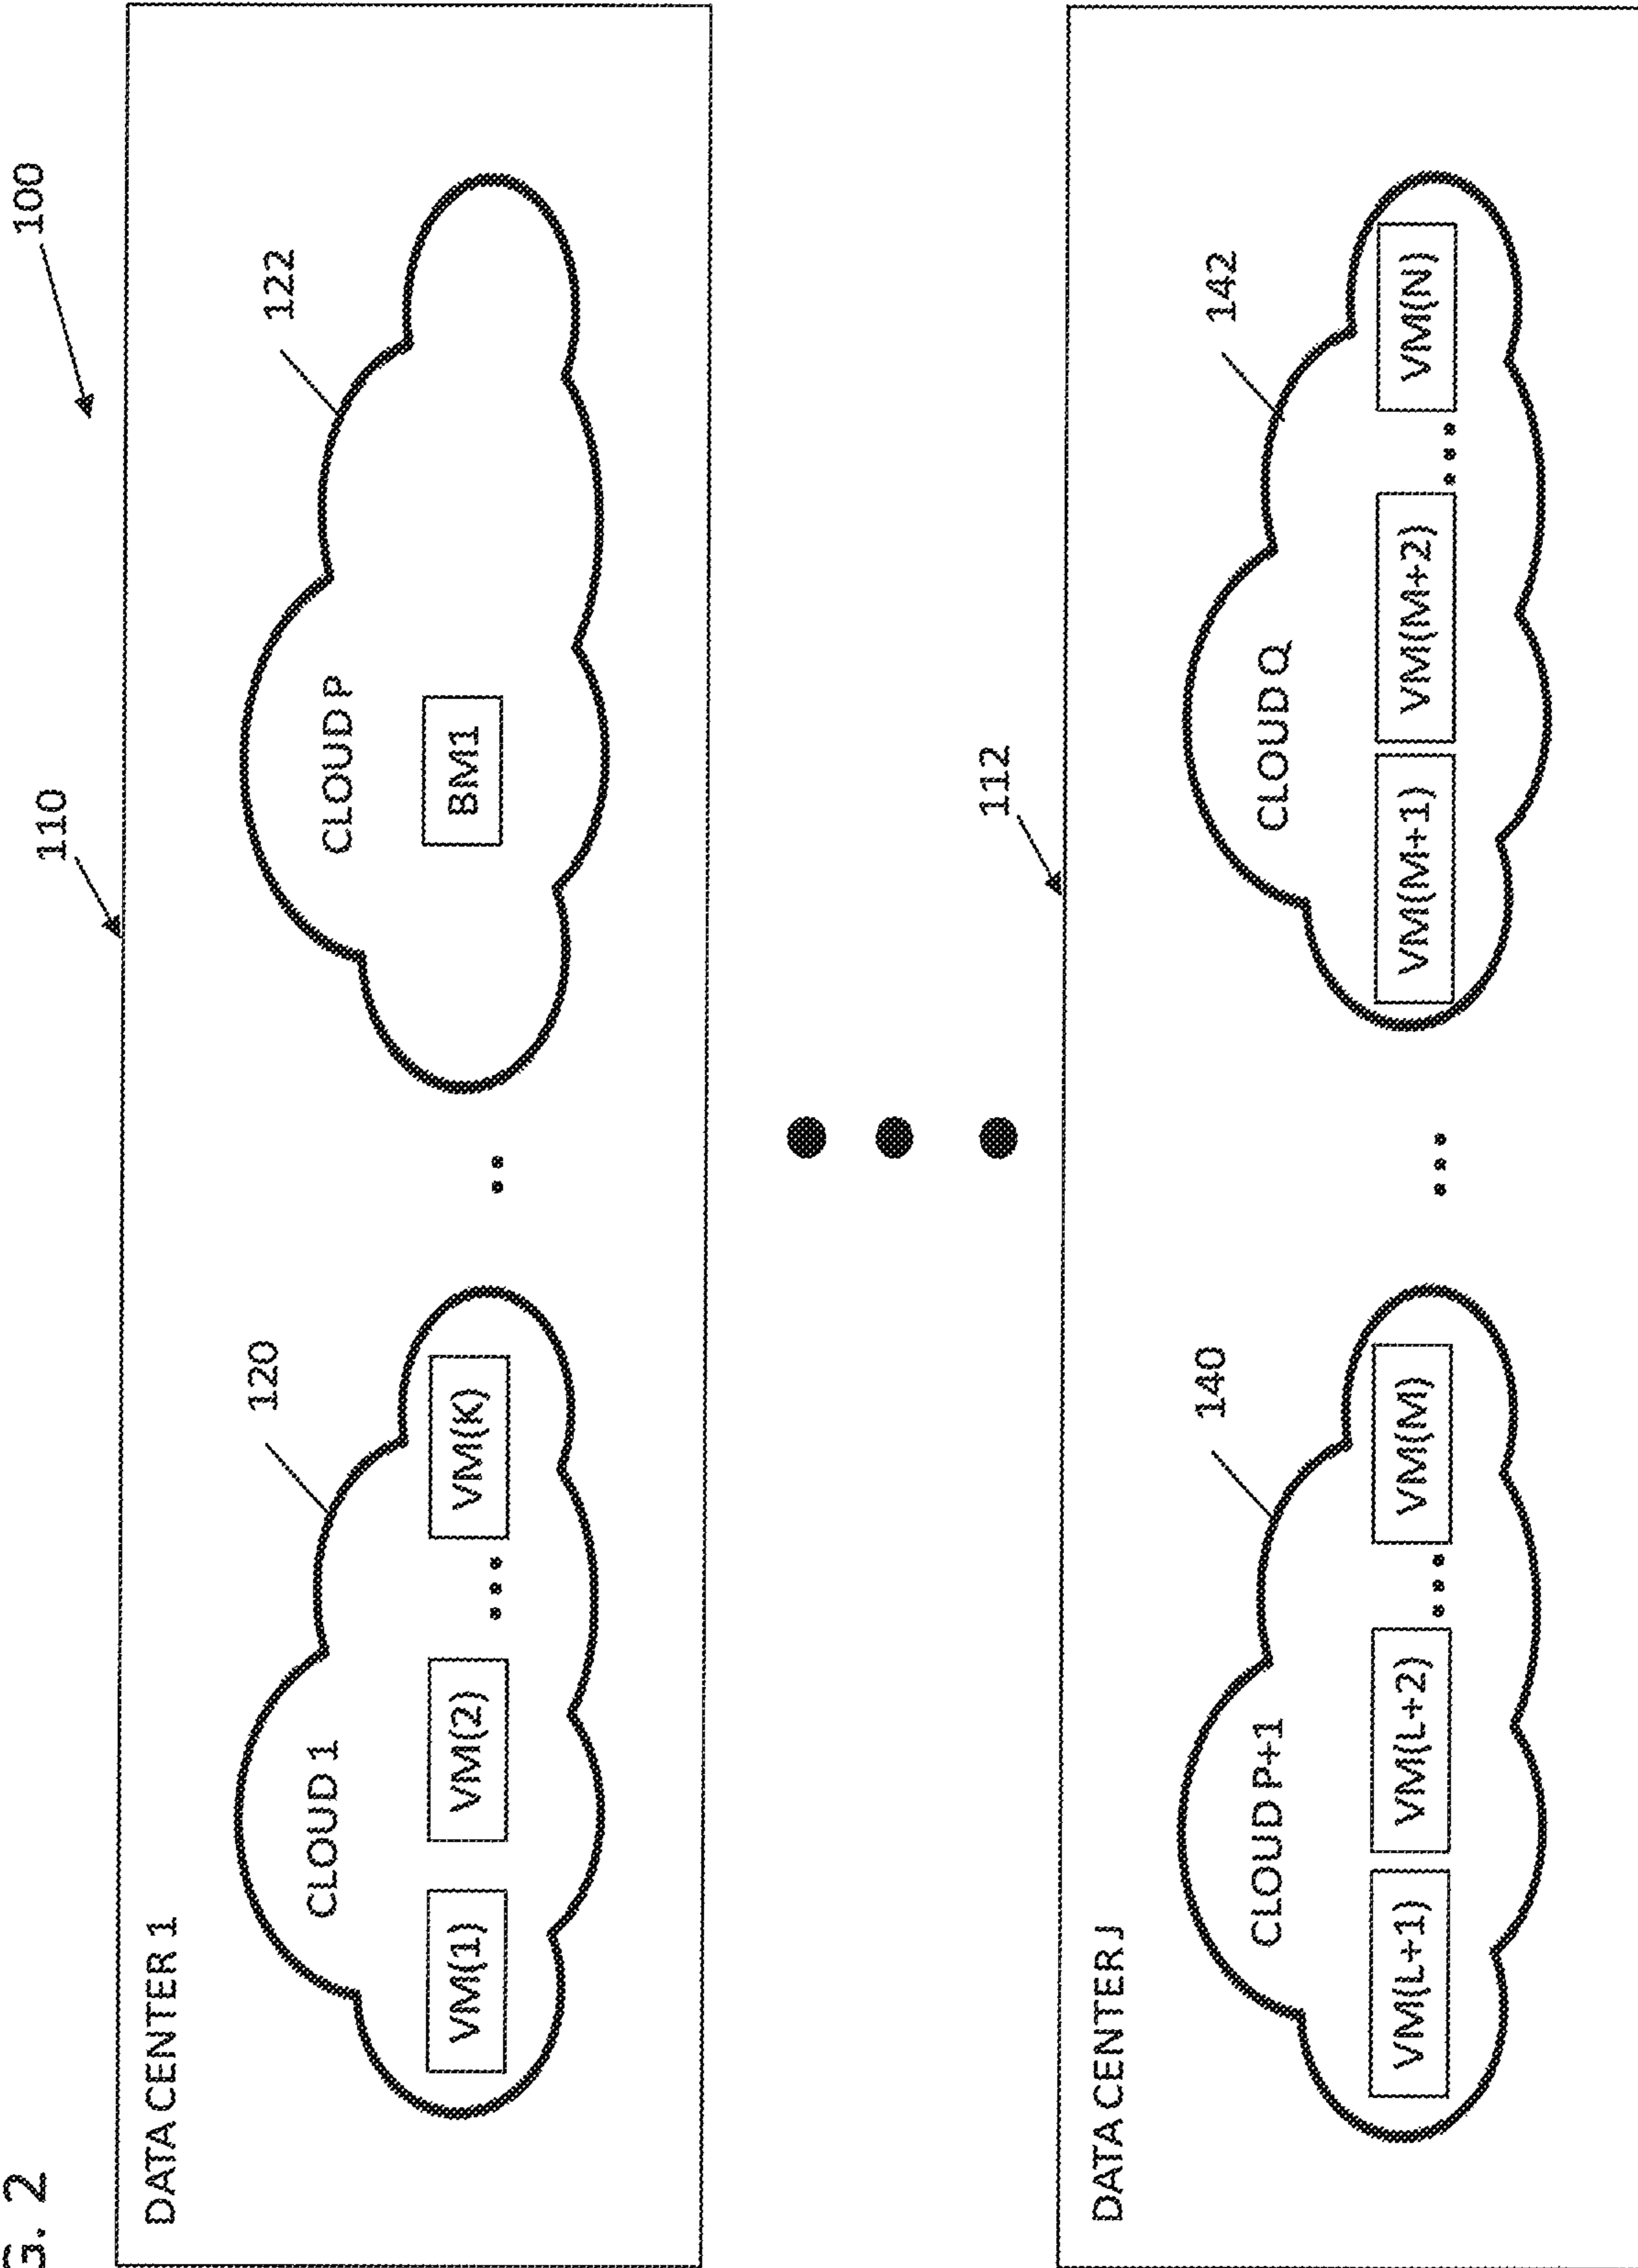 G. 2
100
110
DATA CENTER 1
120
CLOUD 1
VM(1) VM(2) ... VM(K)
..
122
CLOUD P
BM1
112
DATA CENTER J
140
CLOUD P+1
VM(L+1) VM(L+2) ... VM(M)
...
142
CLOUD Q
VM(M+1) VM(M+2) ... VM(N)